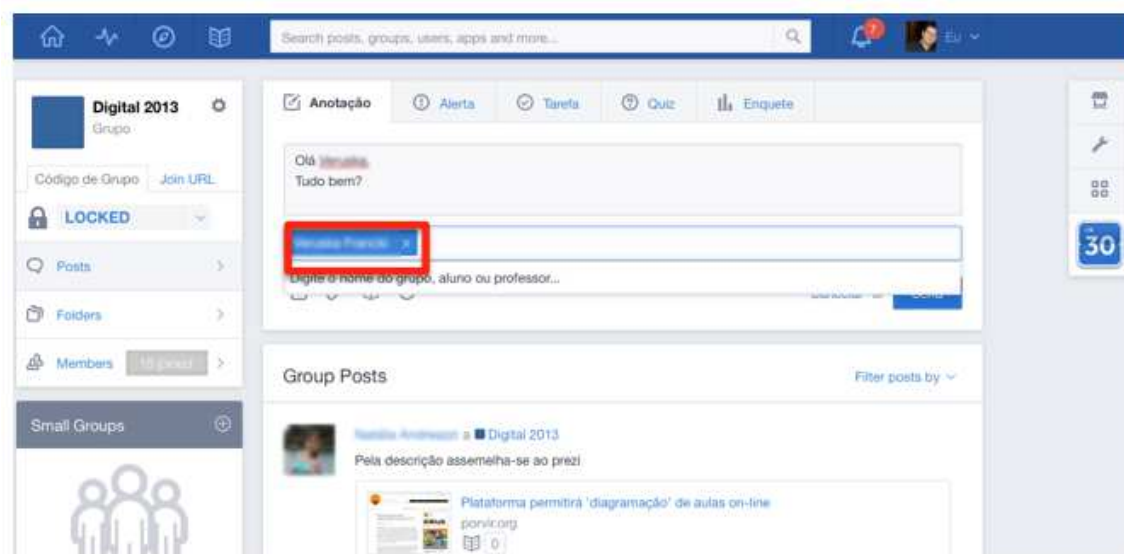 Search posts, groups, users, apps and more...
7
Eu
Digital 2013
Grupo
Código de Grupo
Join URL
LOCKED
Posts
Folders
Members
Small Groups
Anotação
Alerta
Tarefa
Quiz
Enquete
Olá
Tudo bem?
×
Digite o nome do grupo, aluno ou professor...
30
Group Posts
Filter posts by
a Digital 2013
Pela descrição assemelha-se ao prezi
Plataforma permitirá 'diagramação' de aulas on-line
porvir.org
0